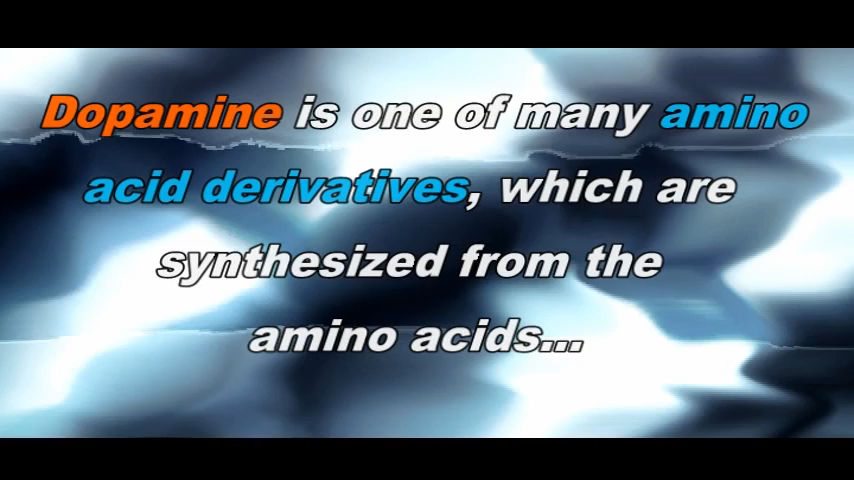 Dopamine is one of many amino
acid derivatives, which are
synthesized from the
amino acids...